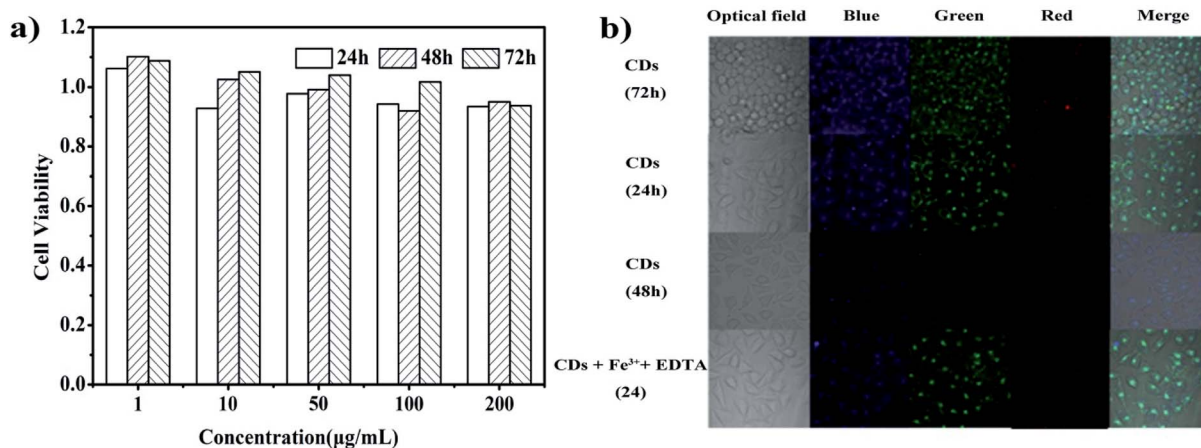 a)
1.2
1.0
0.8
0.6
0.4
0.2
0.0
Cell Viability
24h 48h 72h
1 10 50 100 200
Concentration(μg/mL)
b)
Optical field Blue Green Red Merge
CDs
(72h)
CDs
(24h)
CDs
(48h)
CDs + Fe³⁺+ EDTA
(24)